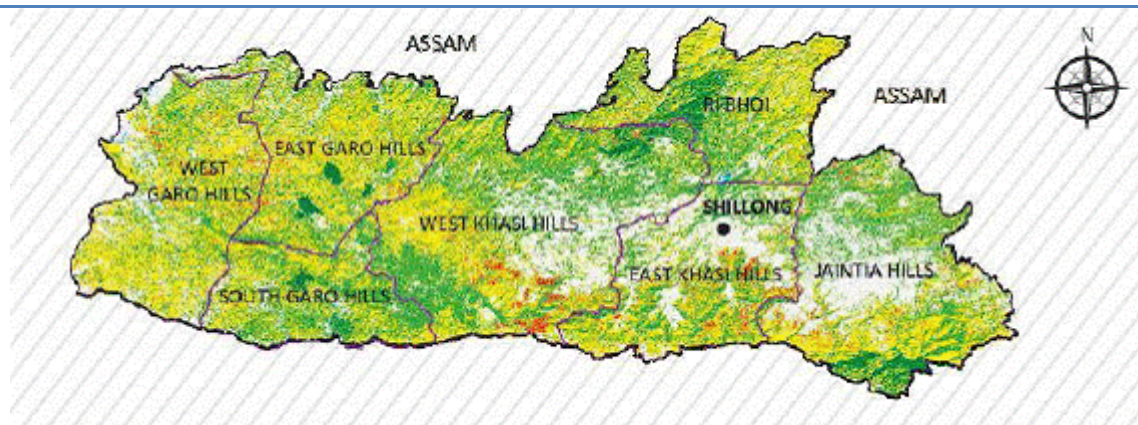 ASSAM
N
ASSAM
RI BHOI
EAST GARO HILLS
WEST
GARO HILLS
SHILLONG
WEST KHASI HILLS
EAST KHASI HILLS
JAINTIA HILLS
SOUTH GARO HILLS